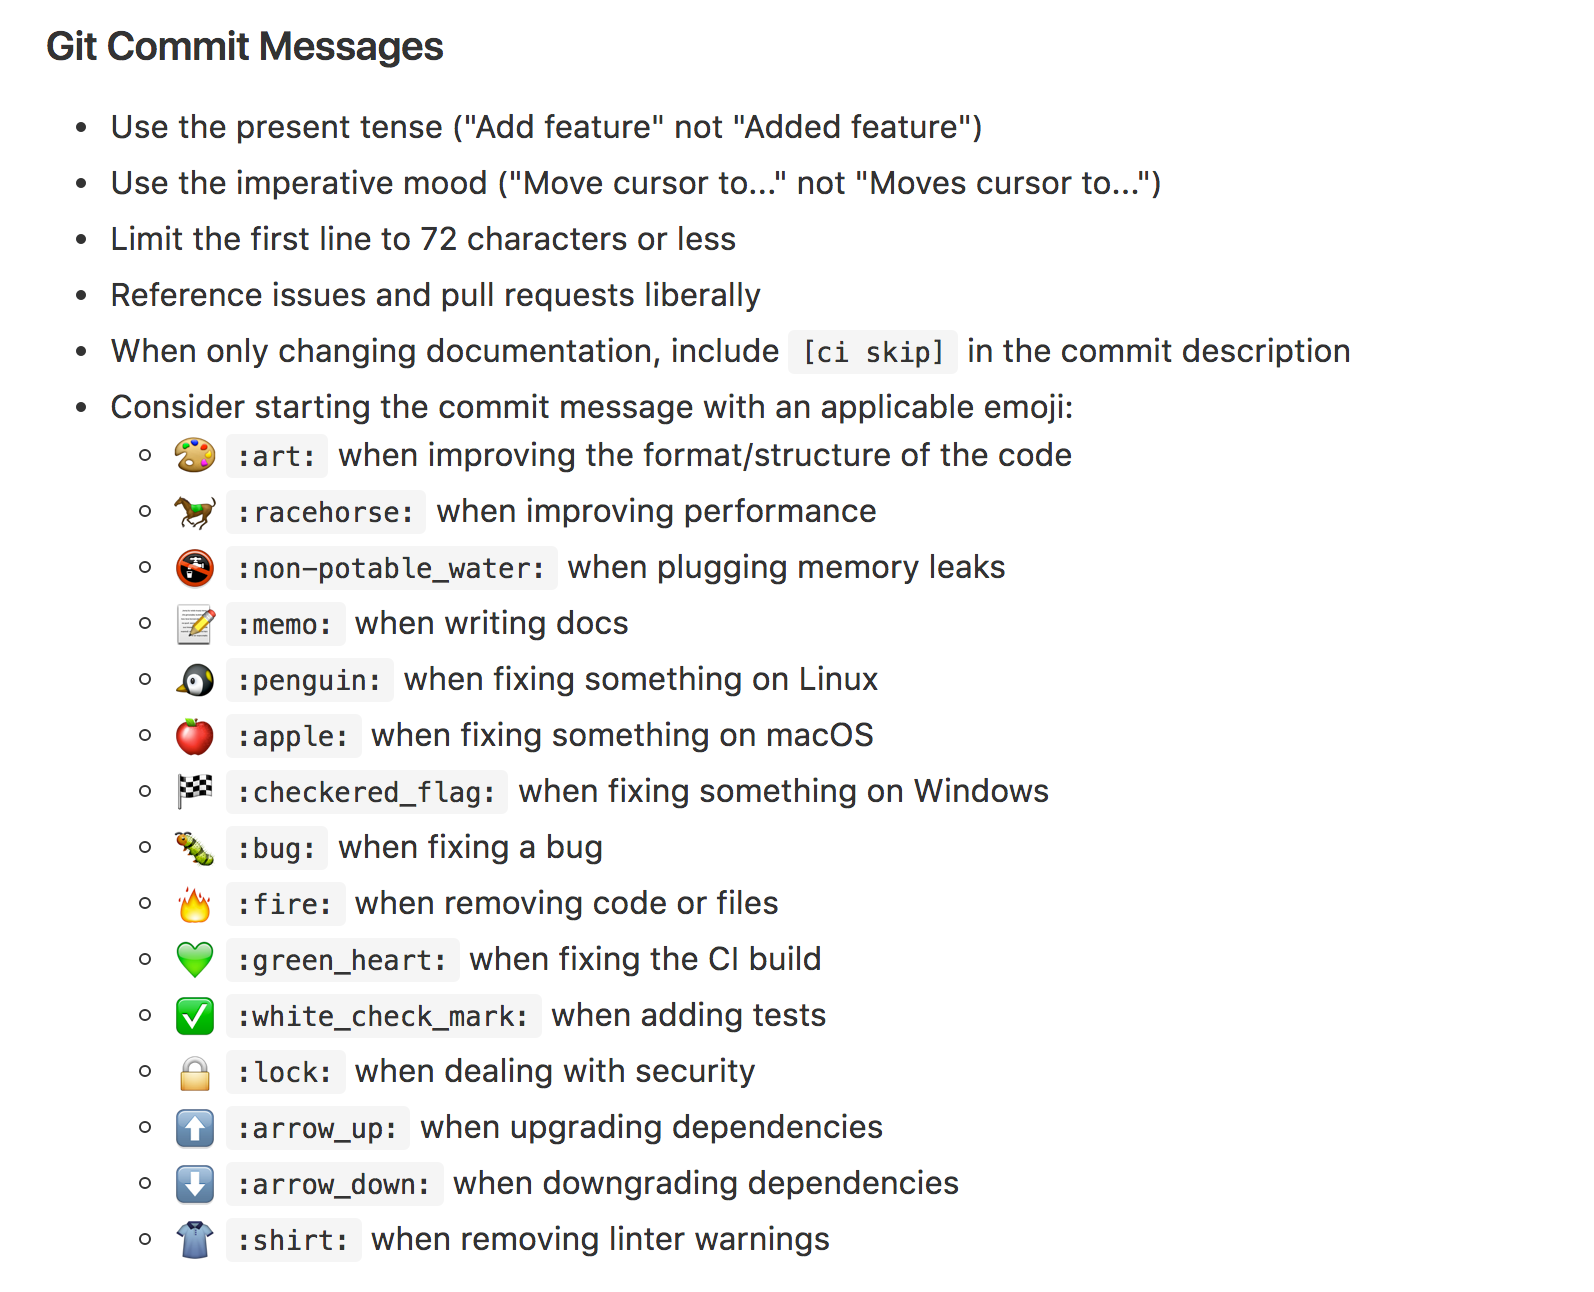 Git Commit Messages
• Use the present tense ("Add feature" not "Added feature")
• Use the imperative mood ("Move cursor to..." not "Moves cursor to...")
• Limit the first line to 72 characters or less
• Reference issues and pull requests liberally
• When only changing documentation, include [ci skip] in the commit description
• Consider starting the commit message with an applicable emoji:
◦ 🎨 :art: when improving the format/structure of the code
◦ 🐎 :racehorse: when improving performance
◦ 🚱 :non-potable_water: when plugging memory leaks
◦ 📝 :memo: when writing docs
◦ 🐧 :penguin: when fixing something on Linux
◦ 🍎 :apple: when fixing something on macOS
◦ 🏁 :checkered_flag: when fixing something on Windows
◦ 🐛 :bug: when fixing a bug
◦ 🔥 :fire: when removing code or files
◦ 💚 :green_heart: when fixing the CI build
◦ ✅ :white_check_mark: when adding tests
◦ 🔒 :lock: when dealing with security
◦ ⬆️ :arrow_up: when upgrading dependencies
◦ ⬇️ :arrow_down: when downgrading dependencies
◦ 👕 :shirt: when removing linter warnings